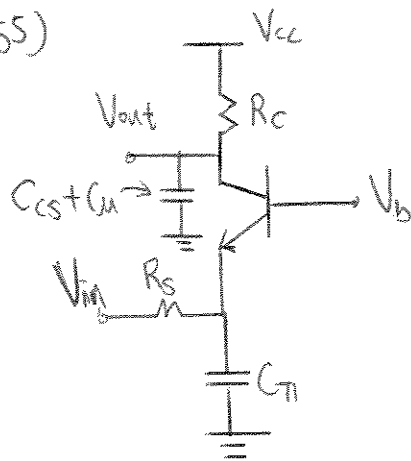 55)
Vcc
Rc
Vout
Ccs+Cμ
Vb
Rs
Vin
Cπ